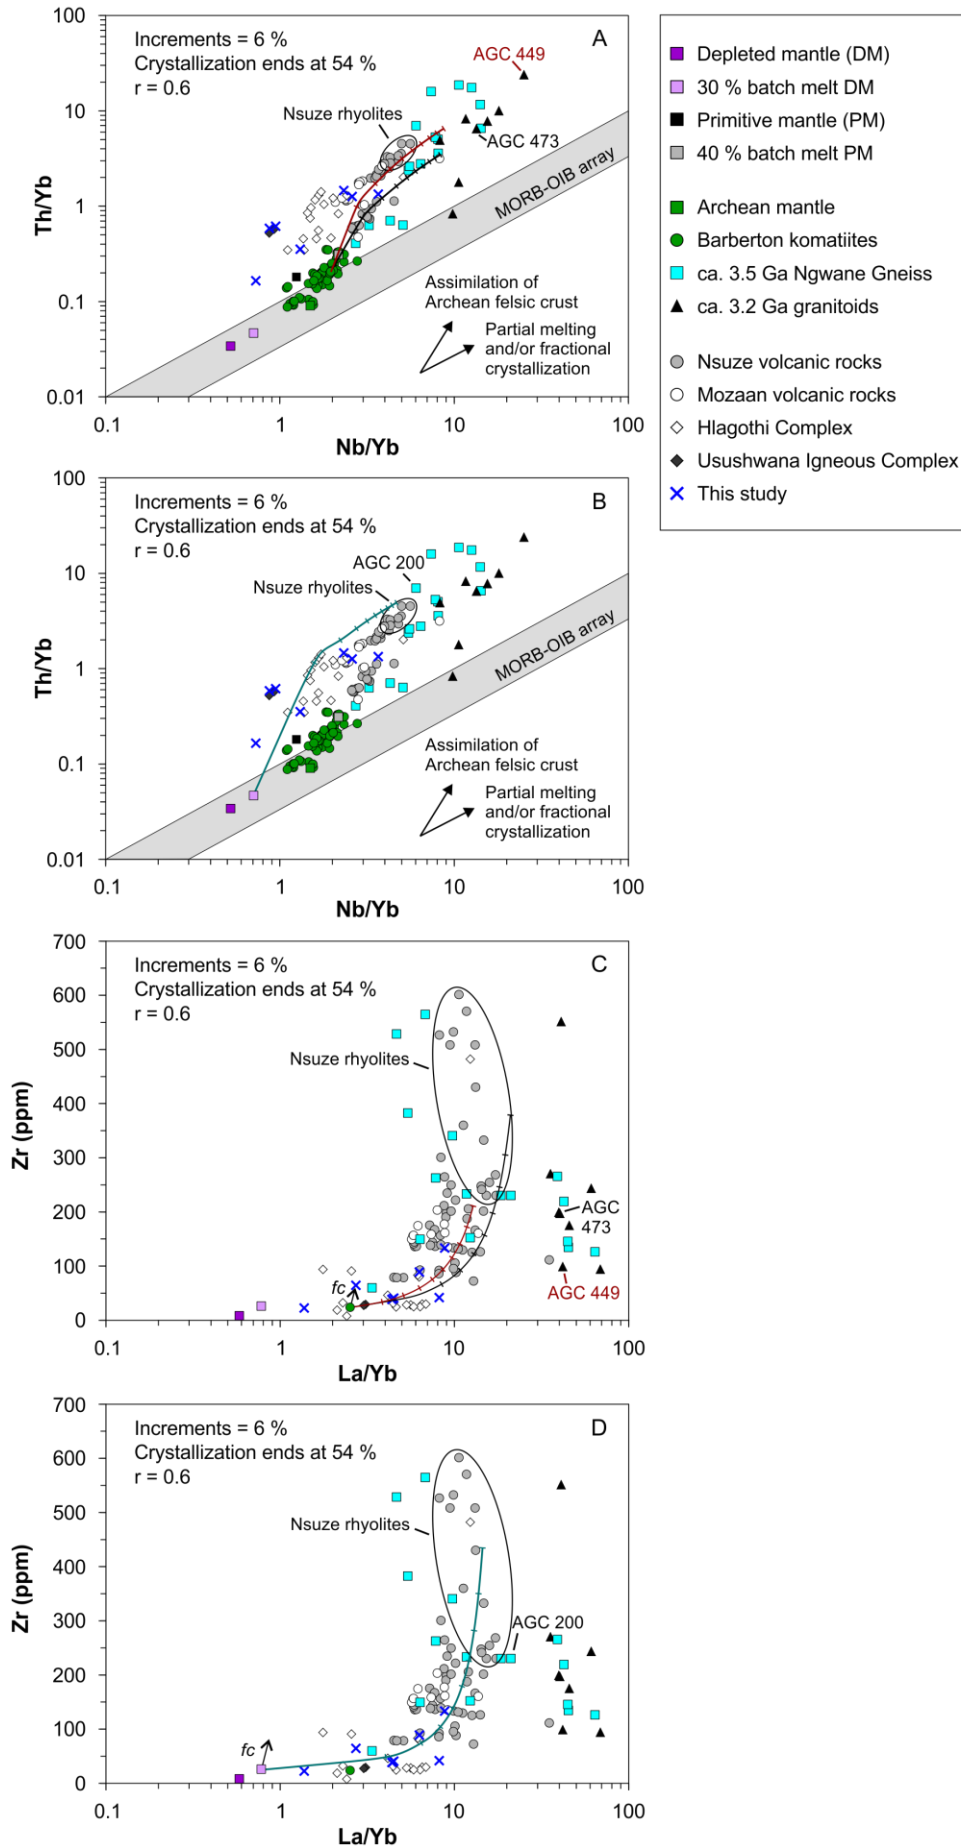 100
10
1
0.1
0.01
Th/Yb
Increments = 6 %
Crystallization ends at 54 %
r = 0.6
A
AGC 449
Nsuze rhyolites
AGC 473
MORB-OIB array
Assimilation of
Archean felsic crust
Partial melting
and/or fractional
crystallization
0.1
1
10
100
Nb/Yb
Depleted mantle (DM)
30 % batch melt DM
Primitive mantle (PM)
40 % batch melt PM
Archean mantle
Barberton komatiites
ca. 3.5 Ga Ngwane Gneiss
ca. 3.2 Ga granitoids
Nsuze volcanic rocks
Mozaan volcanic rocks
Hlagothi Complex
Usushwana Igneous Complex
This study
100
10
1
0.1
0.01
Th/Yb
Increments = 6 %
Crystallization ends at 54 %
r = 0.6
B
AGC 200
Nsuze rhyolites
MORB-OIB array
Assimilation of
Archean felsic crust
Partial melting
and/or fractional
crystallization
0.1
1
10
100
Nb/Yb
700
600
500
400
300
200
100
0
Zr (ppm)
Increments = 6 %
Crystallization ends at 54 %
r = 0.6
C
Nsuze rhyolites
AGC
473
AGC 449
fc
0.1
1
10
100
La/Yb
700
600
500
400
300
200
100
0
Zr (ppm)
Increments = 6 %
Crystallization ends at 54 %
r = 0.6
D
Nsuze rhyolites
AGC 200
fc
0.1
1
10
100
La/Yb